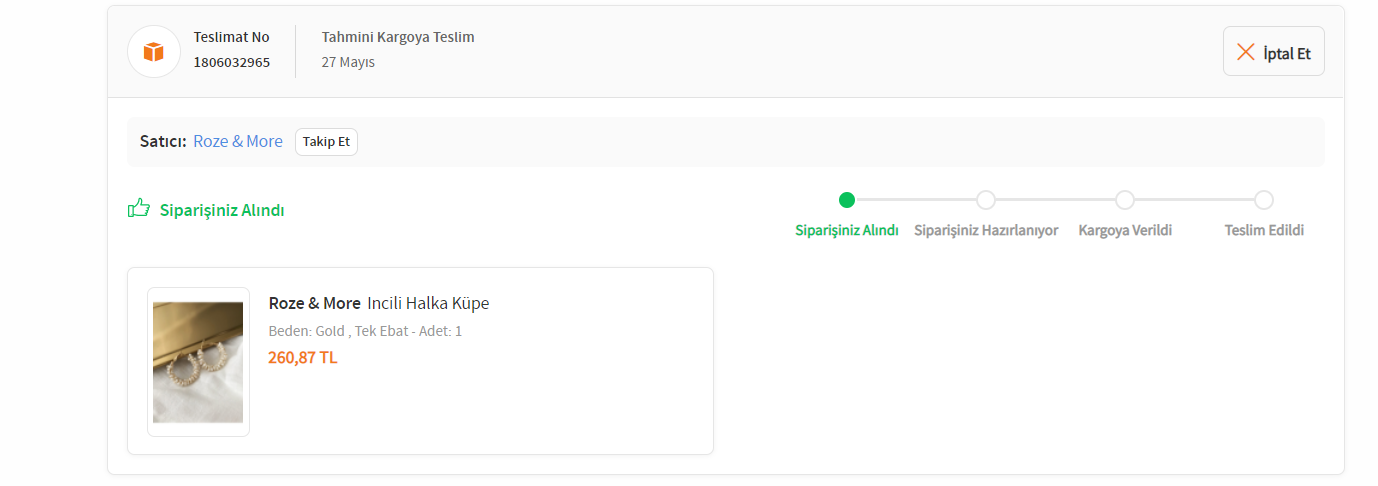 Teslimat No
1806032965
Tahmini Kargoya Teslim
27 Mayıs
İptal Et
Satıcı: Roze & More Takip Et
Siparişiniz Alındı
Siparişiniz Alındı Siparişiniz Hazırlanıyor Kargoya Verildi Teslim Edildi
Roze & More Incili Halka Küpe
Beden: Gold , Tek Ebat - Adet: 1
260,87 TL